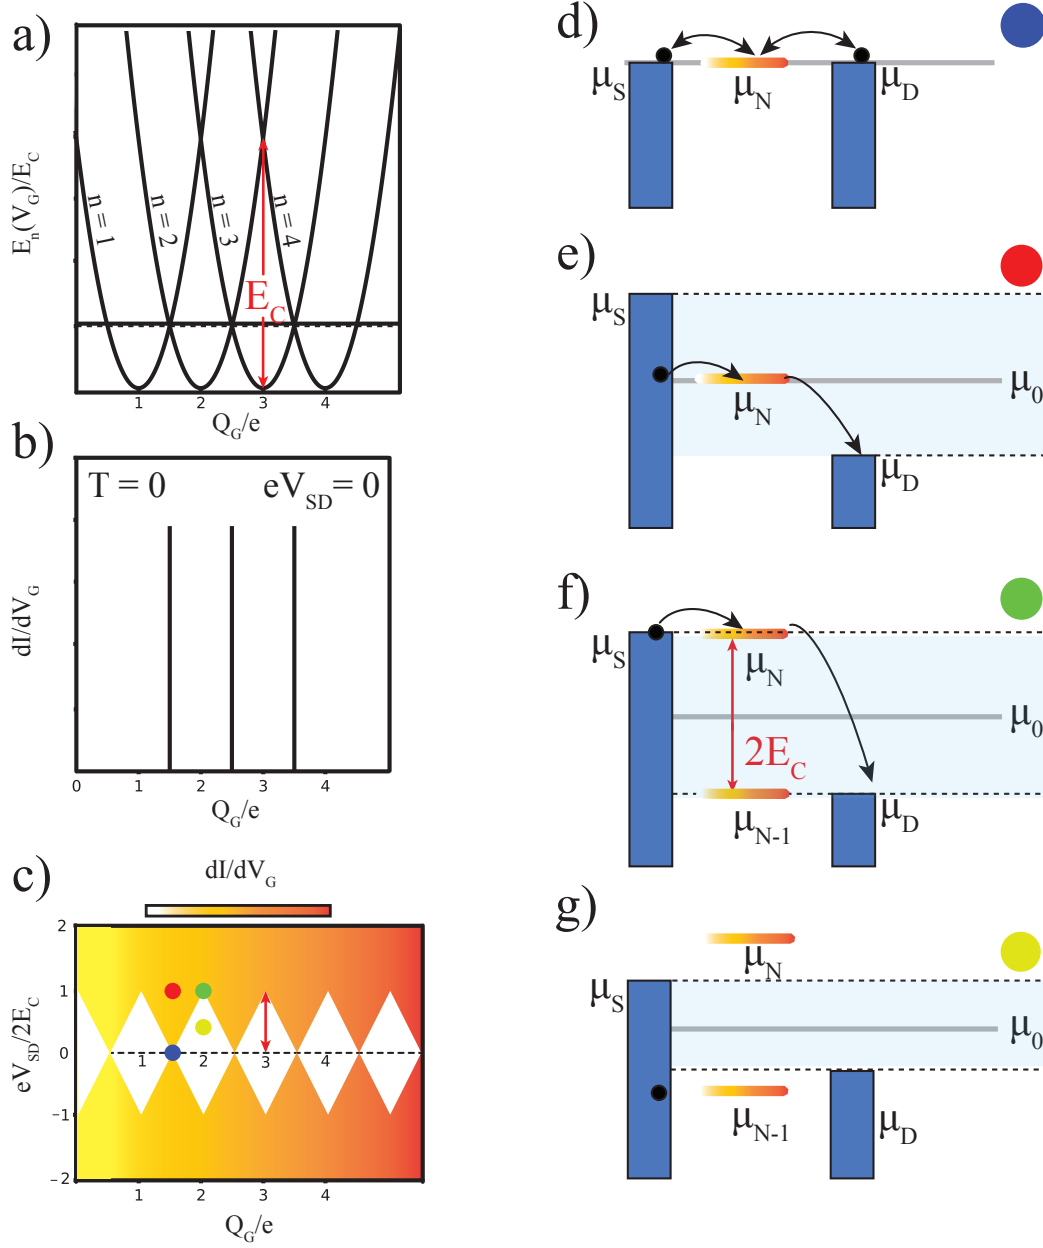 a)
E_n(V_G)/E_C
n = 1
n = 2
n = 3
n = 4
E_C
1 2 3 4
Q_G/e
b)
T = 0 eV_SD = 0
dI/dV_G
0 1 2 3 4
Q_G/e
c)
dI/dV_G
eV_SD/2E_C
2
1
0
-1
-2
1 2 3 4
1 2 3 4
Q_G/e
d)
μ_S μ_N μ_D
e)
μ_S
μ_N
μ_0
μ_D
f)
μ_S
μ_N
μ_0
2E_C
μ_N-1
μ_D
g)
μ_N
μ_S
μ_0
μ_N-1
μ_D